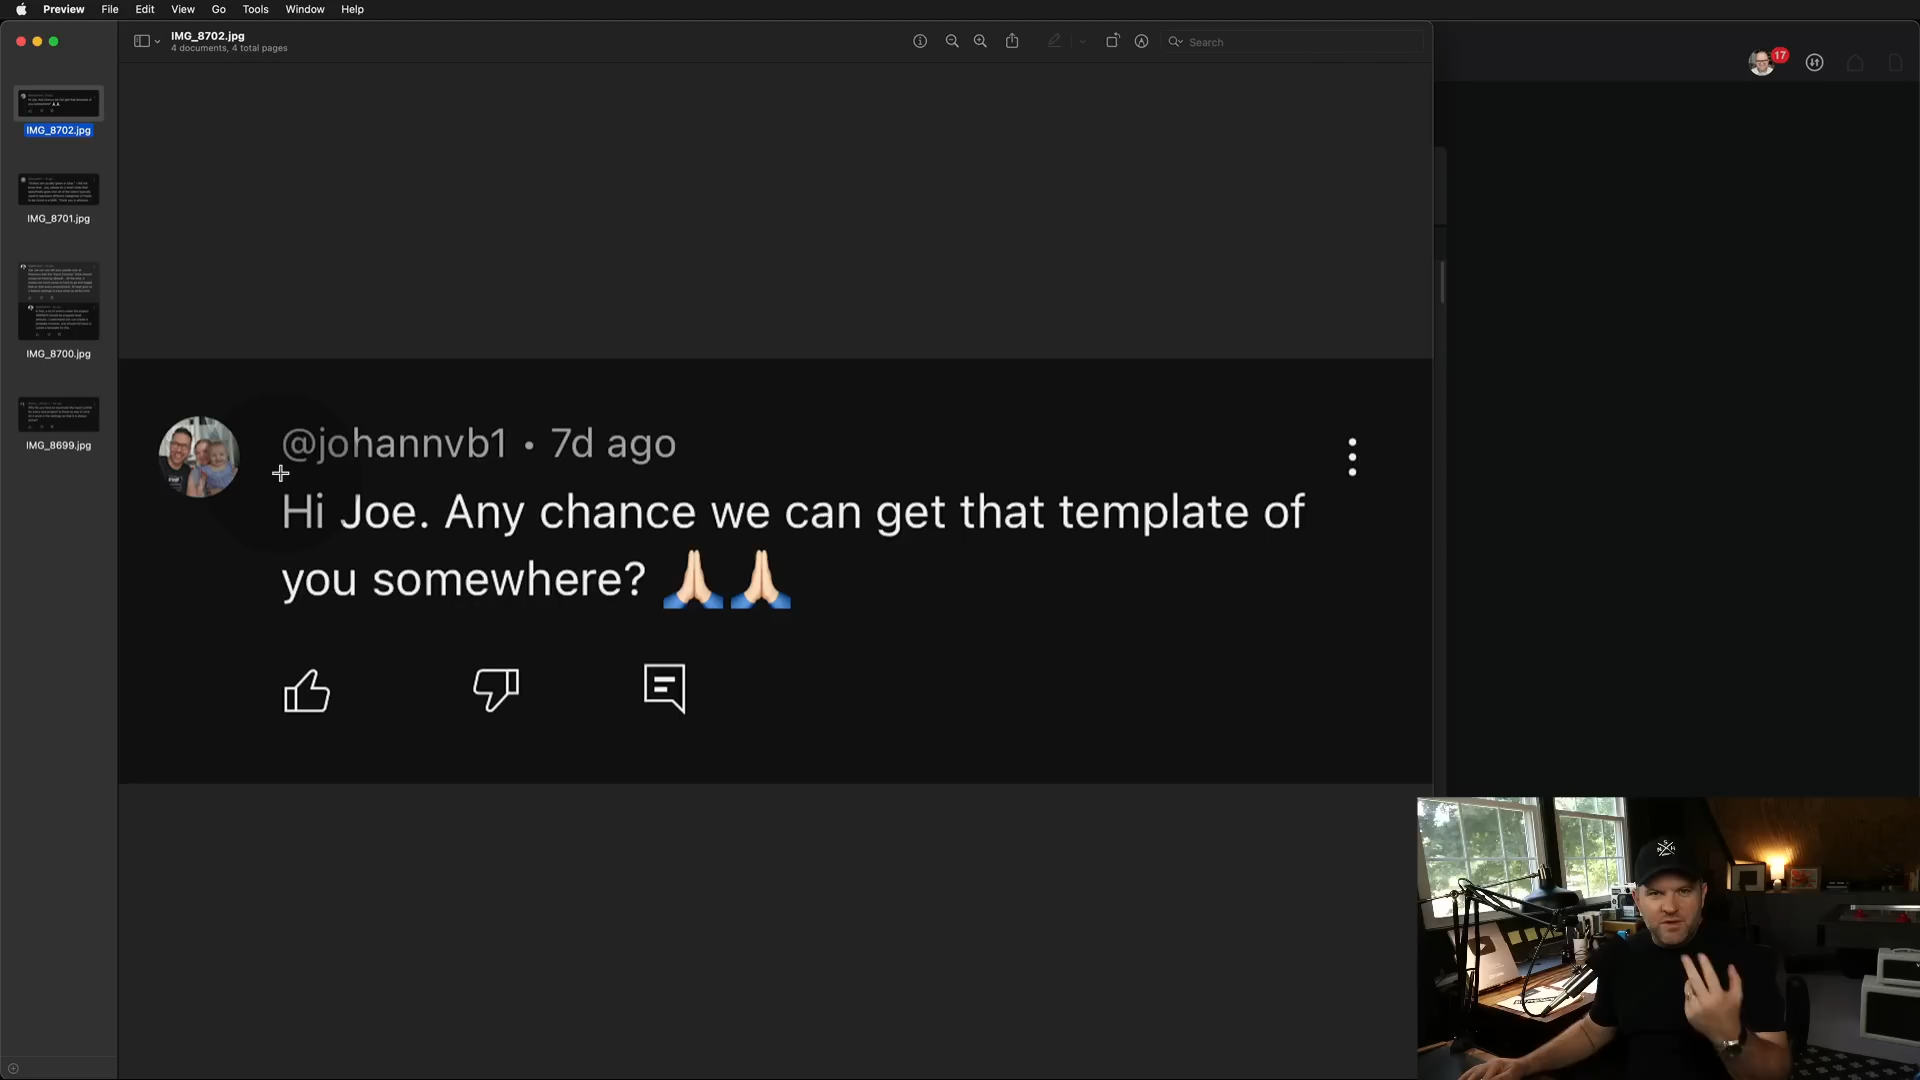 Preview File Edit View Go Tools Window Help
IMG_8702.jpg
4 documents, 4 total pages
Search
17
IMG_8702.jpg
IMG_8701.jpg
IMG_8700.jpg
IMG_8699.jpg
@johannvb1 • 7d ago
Hi Joe. Any chance we can get that template of
you somewhere? 🙏🏻🙏🏻